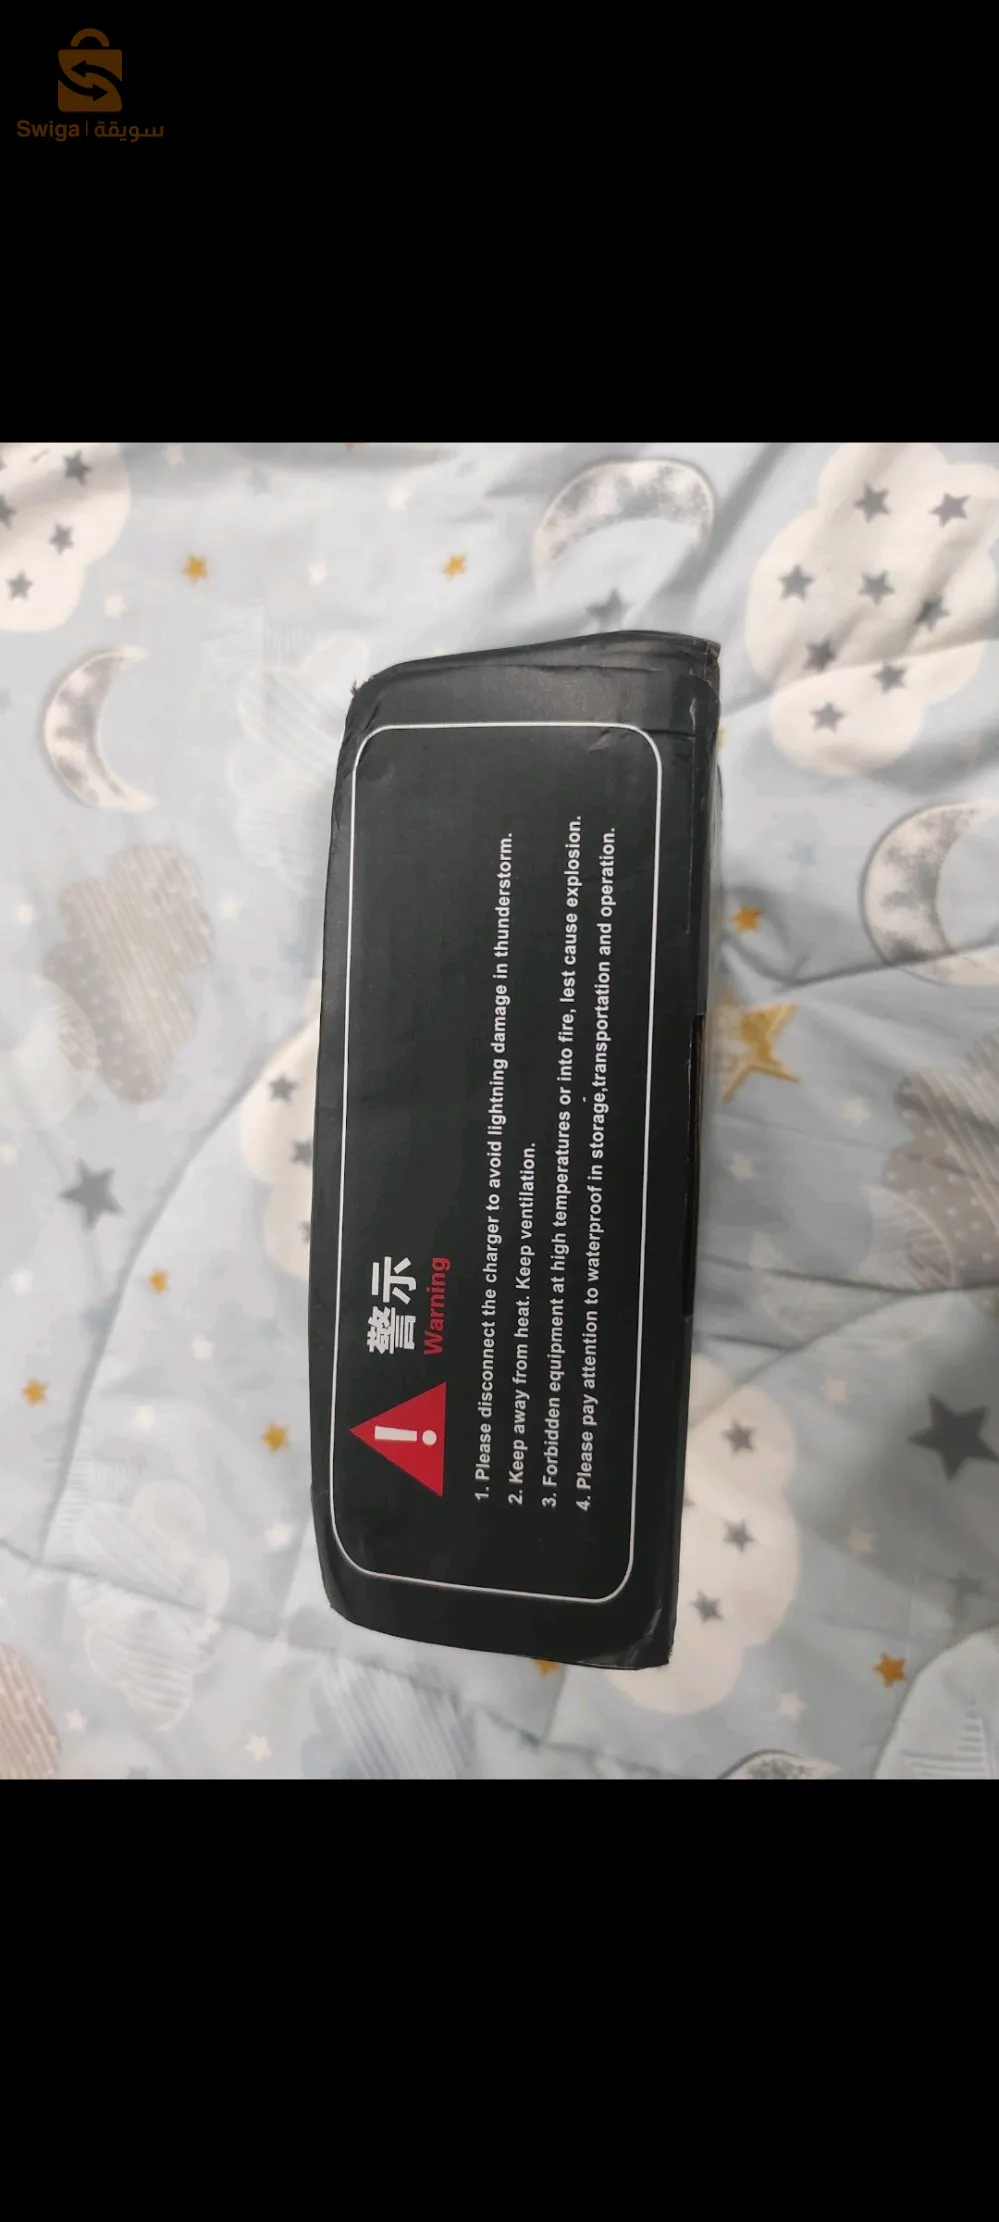 Swiga | سويقة
警示
Warning
1. Please disconnect the charger to avoid lightning damage in thunderstorm.
2. Keep away from heat. Keep ventilation.
3. Forbidden equipment at high temperatures or into fire, lest cause explosion.
4. Please pay attention to waterproof in storage,transportation and operation.